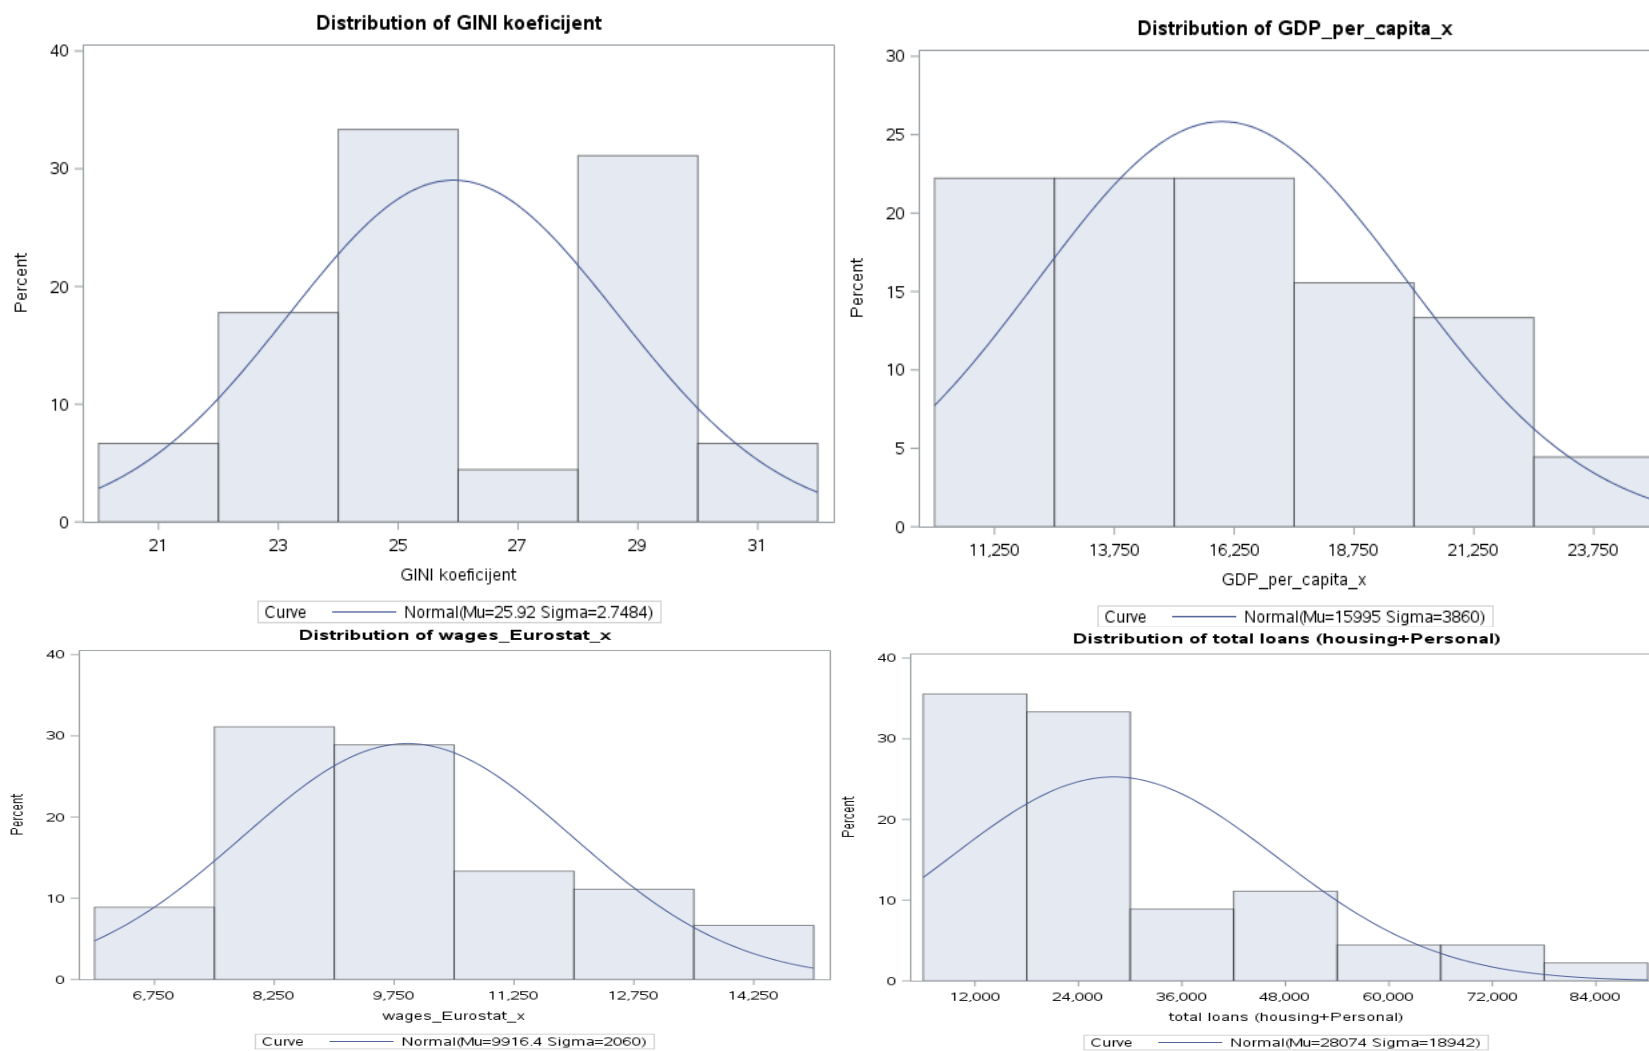 Distribution of GINI koeficijent
40
30
20
10
0
Percent
21 23 25 27 29 31
GINI koeficijent
Curve Normal(Mu=25.92 Sigma=2.7484)
Distribution of GDP_per_capita_x
30
25
20
15
10
5
0
Percent
11,250 13,750 16,250 18,750 21,250 23,750
GDP_per_capita_x
Curve Normal(Mu=15995 Sigma=3860)
Distribution of wages_Eurostat_x
40
30
20
10
0
Percent
6,750 8,250 9,750 11,250 12,750 14,250
wages_Eurostat_x
Curve Normal(Mu=9916.4 Sigma=2060)
Distribution of total loans (housing+Personal)
40
30
20
10
0
Percent
12,000 24,000 36,000 48,000 60,000 72,000 84,000
total loans (housing+Personal)
Curve Normal(Mu=28074 Sigma=18942)